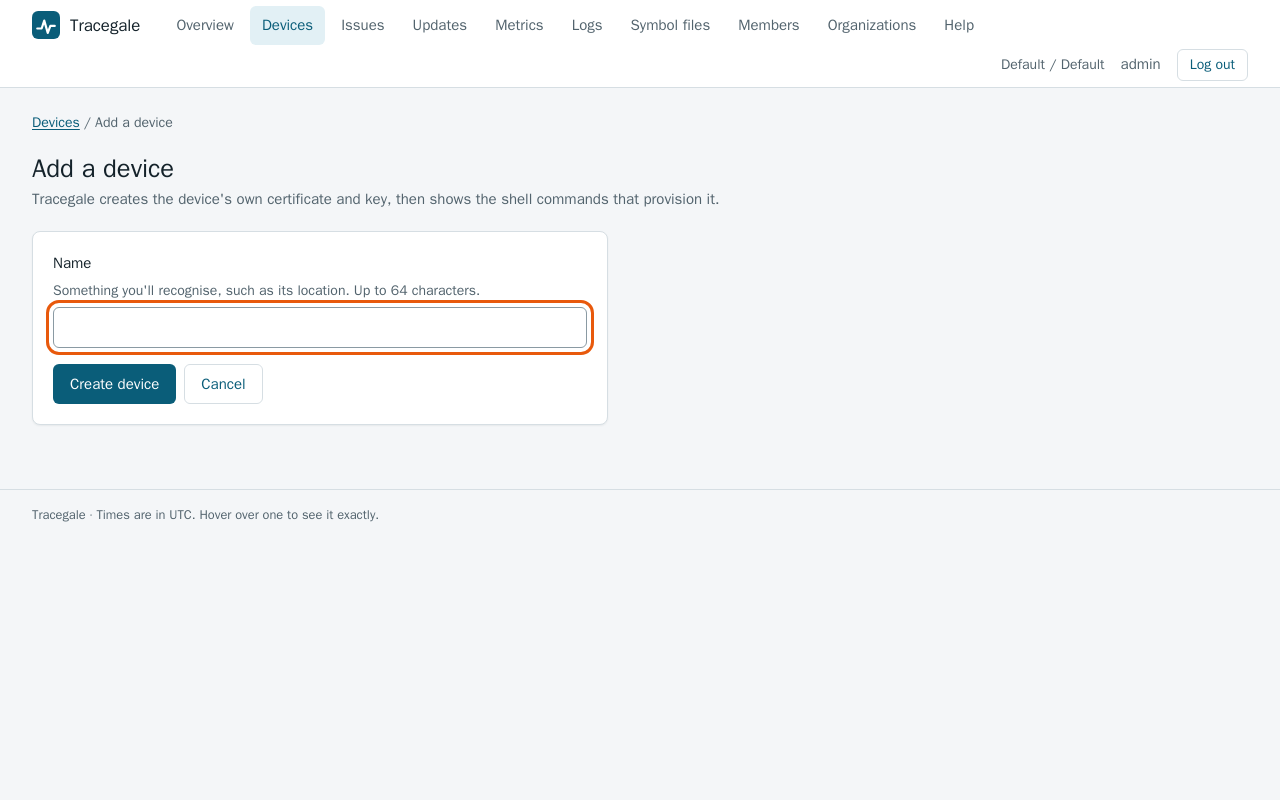 Tracegale Overview Devices Issues Updates Metrics Logs Symbol files Members Organizations Help
Default / Default admin Log out
Devices / Add a device
Add a device
Tracegale creates the device's own certificate and key, then shows the shell commands that provision it.
Name
Something you'll recognise, such as its location. Up to 64 characters.
Create device Cancel
Tracegale · Times are in UTC. Hover over one to see it exactly.